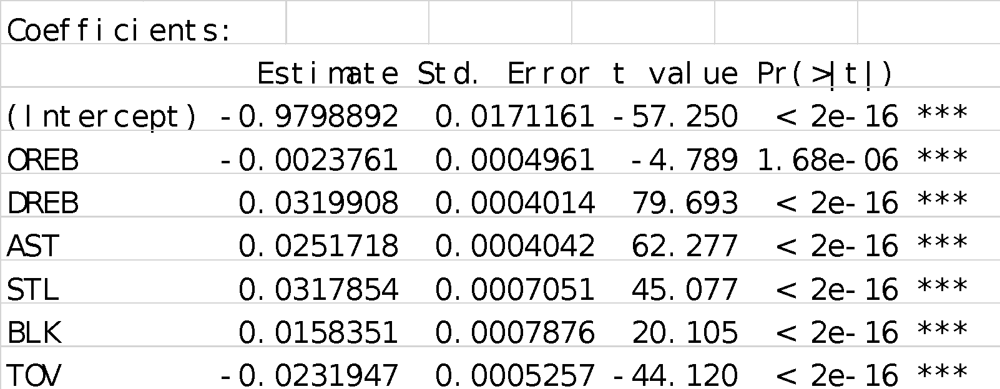 Coefficients:
Estimate Std. Error t value Pr(>|t|)
(Intercept) -0.9798892 0.0171161 -57.250 < 2e-16 ***
OREB -0.0023761 0.0004961 -4.789 1.68e-06 ***
DREB 0.0319908 0.0004014 79.693 < 2e-16 ***
AST 0.0251718 0.0004042 62.277 < 2e-16 ***
STL 0.0317854 0.0007051 45.077 < 2e-16 ***
BLK 0.0158351 0.0007876 20.105 < 2e-16 ***
TOV -0.0231947 0.0005257 -44.120 < 2e-16 ***